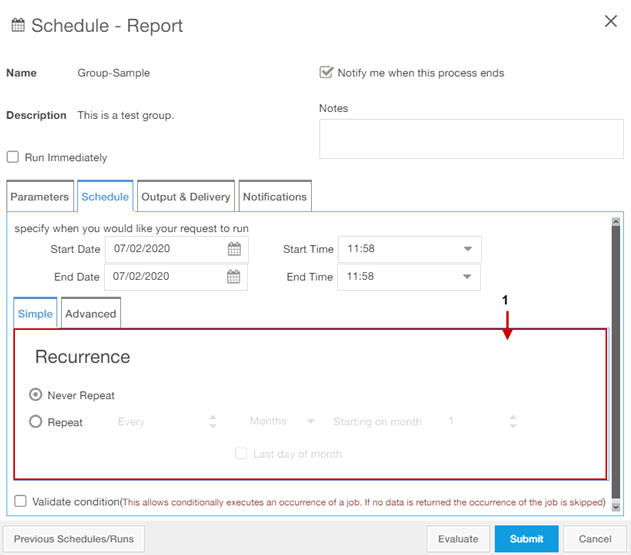 Schedule - Report
Name Group-Sample
Notify me when this process ends
Notes
Description This is a test group.
Run Immediately
Parameters Schedule Output & Delivery Notifications
specify when you would like your request to run
Start Date 07/02/2020 Start Time 11:58
End Date 07/02/2020 End Time 11:58
Simple Advanced
1
Recurrence
Never Repeat
Repeat Every Months Starting on month 1
Last day of month
Validate condition(This allows conditionally executes an occurrence of a job. If no data is returned the occurrence of the job is skipped)
Previous Schedules/Runs Evaluate Submit Cancel